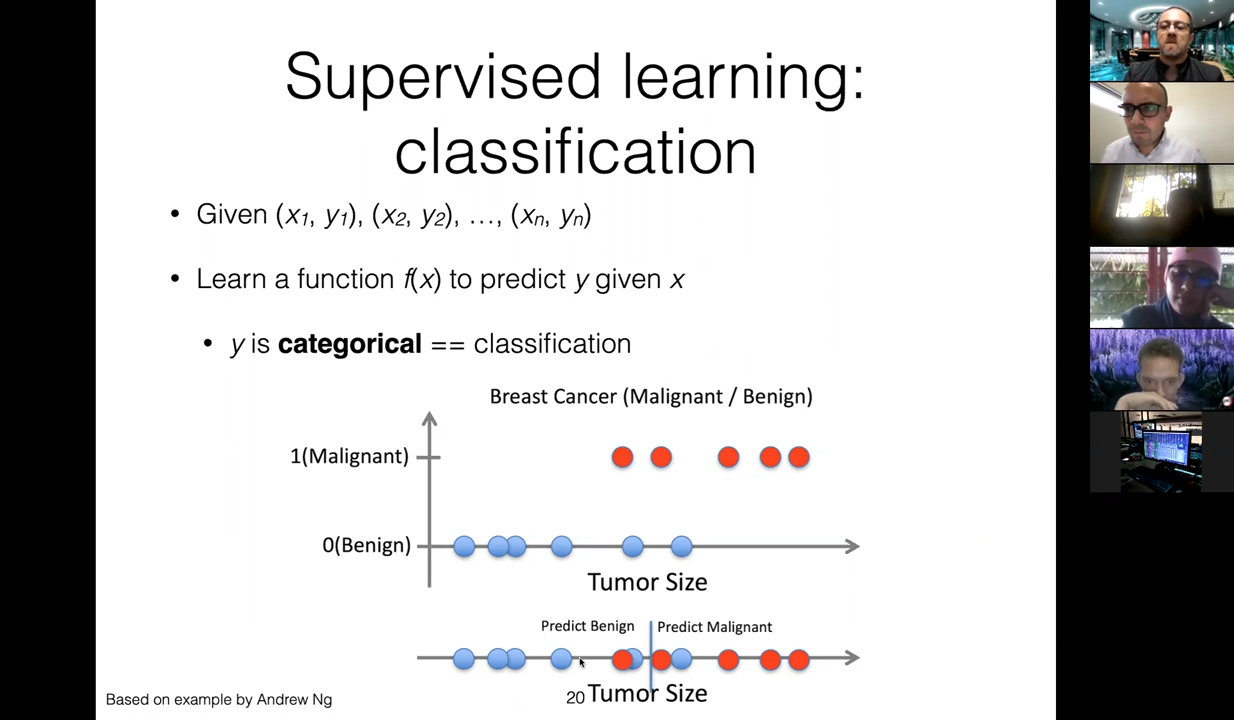 Supervised learning:
classification
• Given (x1, y1), (x2, y2), …, (xn, yn)
• Learn a function f(x) to predict y given x
• y is categorical == classification
Breast Cancer (Malignant / Benign)
1(Malignant)
0(Benign)
Tumor Size
Predict Benign
Predict Malignant
Tumor Size
Based on example by Andrew Ng
20